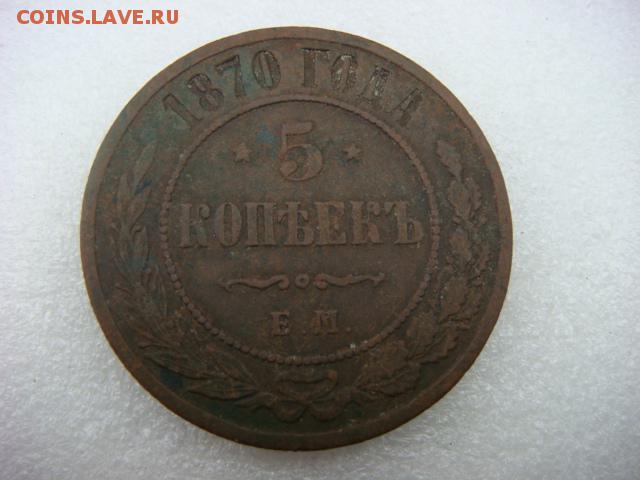 COINS.LAVE.RU
1870 ГОДА
5
КОПѢЕКЪ
Е.М.